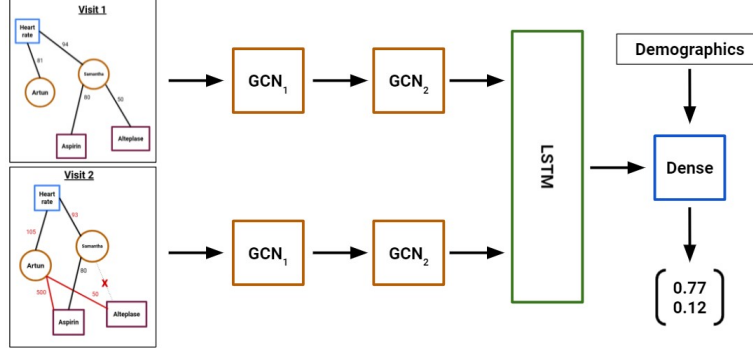 Visit 1
Heart
rate
94
81
Samantha
Artun
80
50
Aspirin
Alteplase
GCN1
GCN2
Visit 2
Heart
rate
93
105
Samantha
Artun
80
X
500
50
Aspirin
Alteplase
GCN1
GCN2
LSTM
Demographics
Dense
0.77
0.12